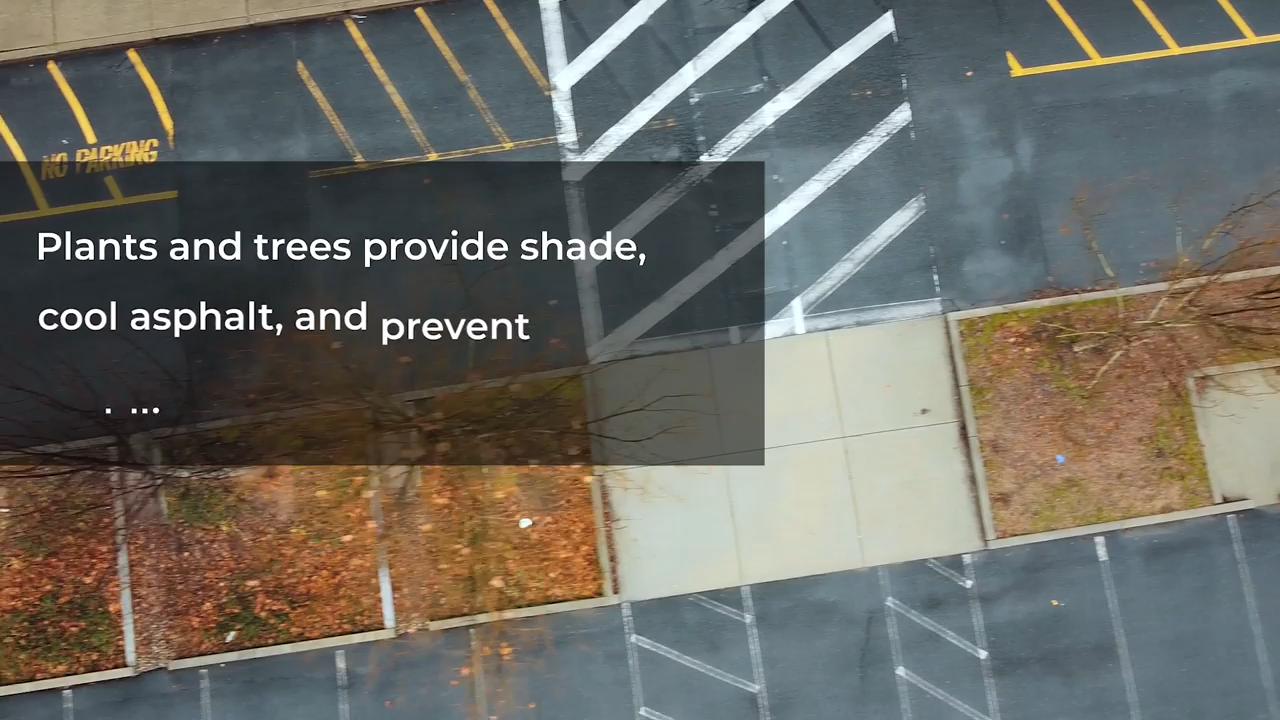 NO PARKING
Plants and trees provide shade,
cool asphalt, and prevent